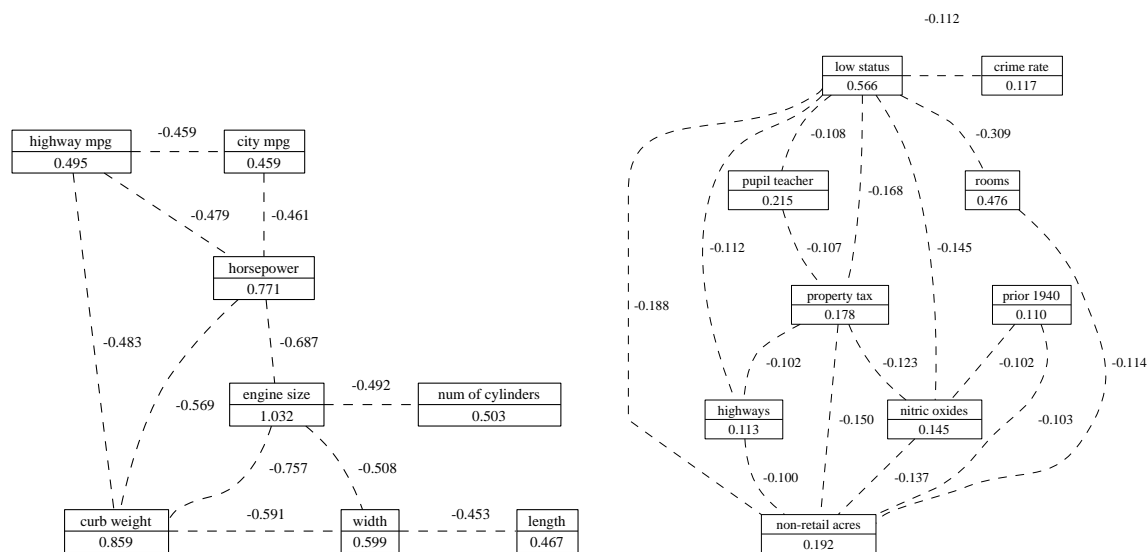 -0.112
low status
0.566
crime rate
0.117
highway mpg
0.495
-0.459
city mpg
0.459
-0.108
-0.309
pupil teacher
0.215
-0.168
rooms
0.476
-0.479
-0.461
-0.112
-0.107
-0.145
horsepower
0.771
property tax
0.178
prior 1940
0.110
-0.188
-0.483
-0.687
-0.102
-0.123
-0.102
-0.114
engine size
1.032
-0.492
num of cylinders
0.503
-0.569
highways
0.113
-0.150
nitric oxides
0.145
-0.103
-0.757
-0.508
-0.100
-0.137
curb weight
0.859
-0.591
width
0.599
-0.453
length
0.467
non-retail acres
0.192